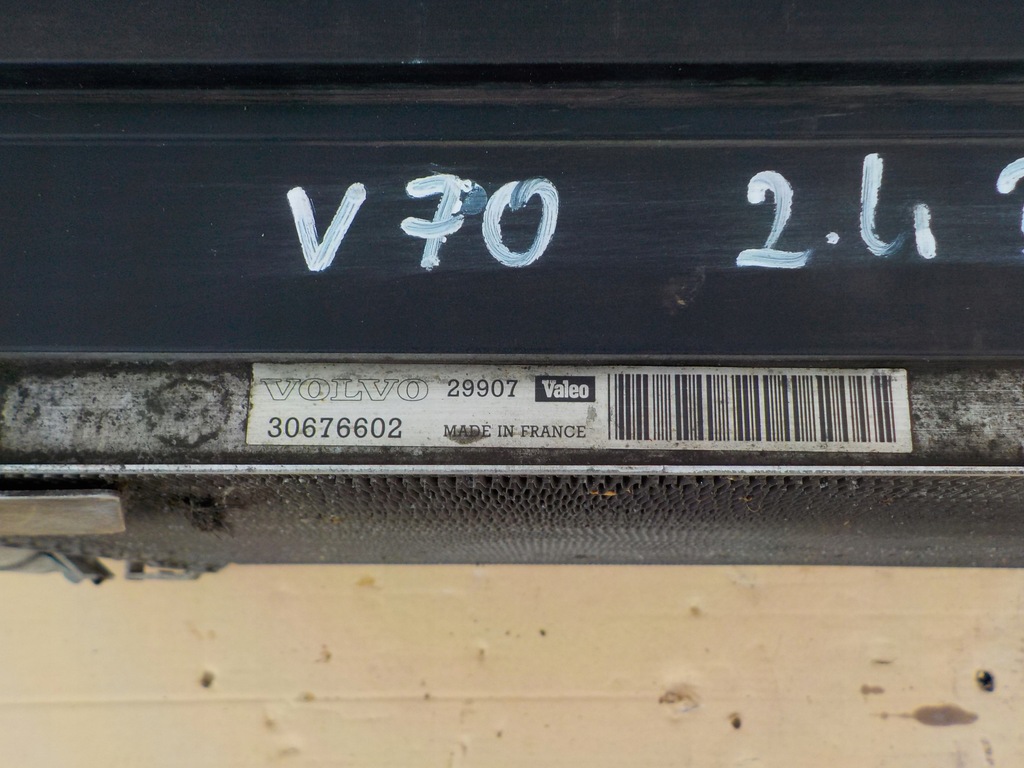 V70 2.4
VOLVO 29907 Valeo
30676602 MADE IN FRANCE